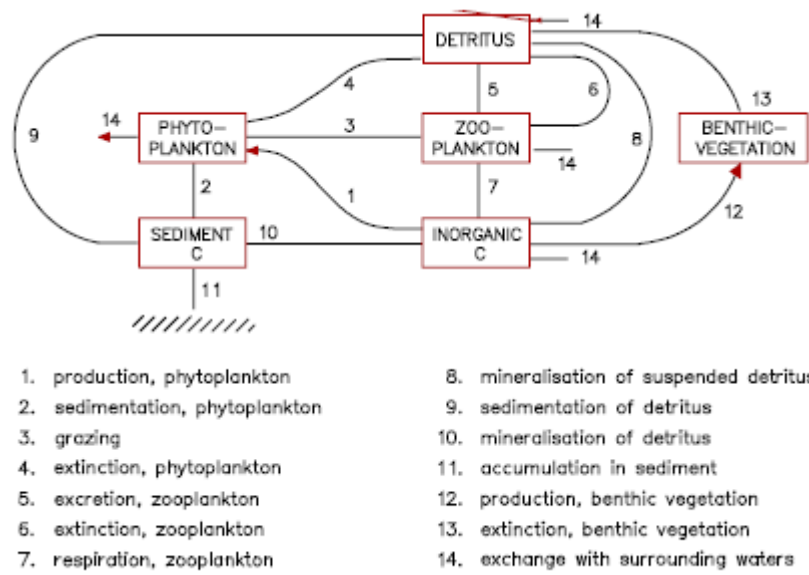 14
DETRITUS
4
5
6
13
9
14
PHYTO-
PLANKTON
3
ZOO-
PLANKTON
8
BENTHIC-
VEGETATION
14
2
1
7
12
SEDIMENT
C
10
INORGANIC
C
14
11
1. production, phytoplankton
2. sedimentation, phytoplankton
3. grazing
4. extinction, phytoplankton
5. excretion, zooplankton
6. extinction, zooplankton
7. respiration, zooplankton
8. mineralisation of suspended detritus
9. sedimentation of detritus
10. mineralisation of detritus
11. accumulation in sediment
12. production, benthic vegetation
13. extinction, benthic vegetation
14. exchange with surrounding waters